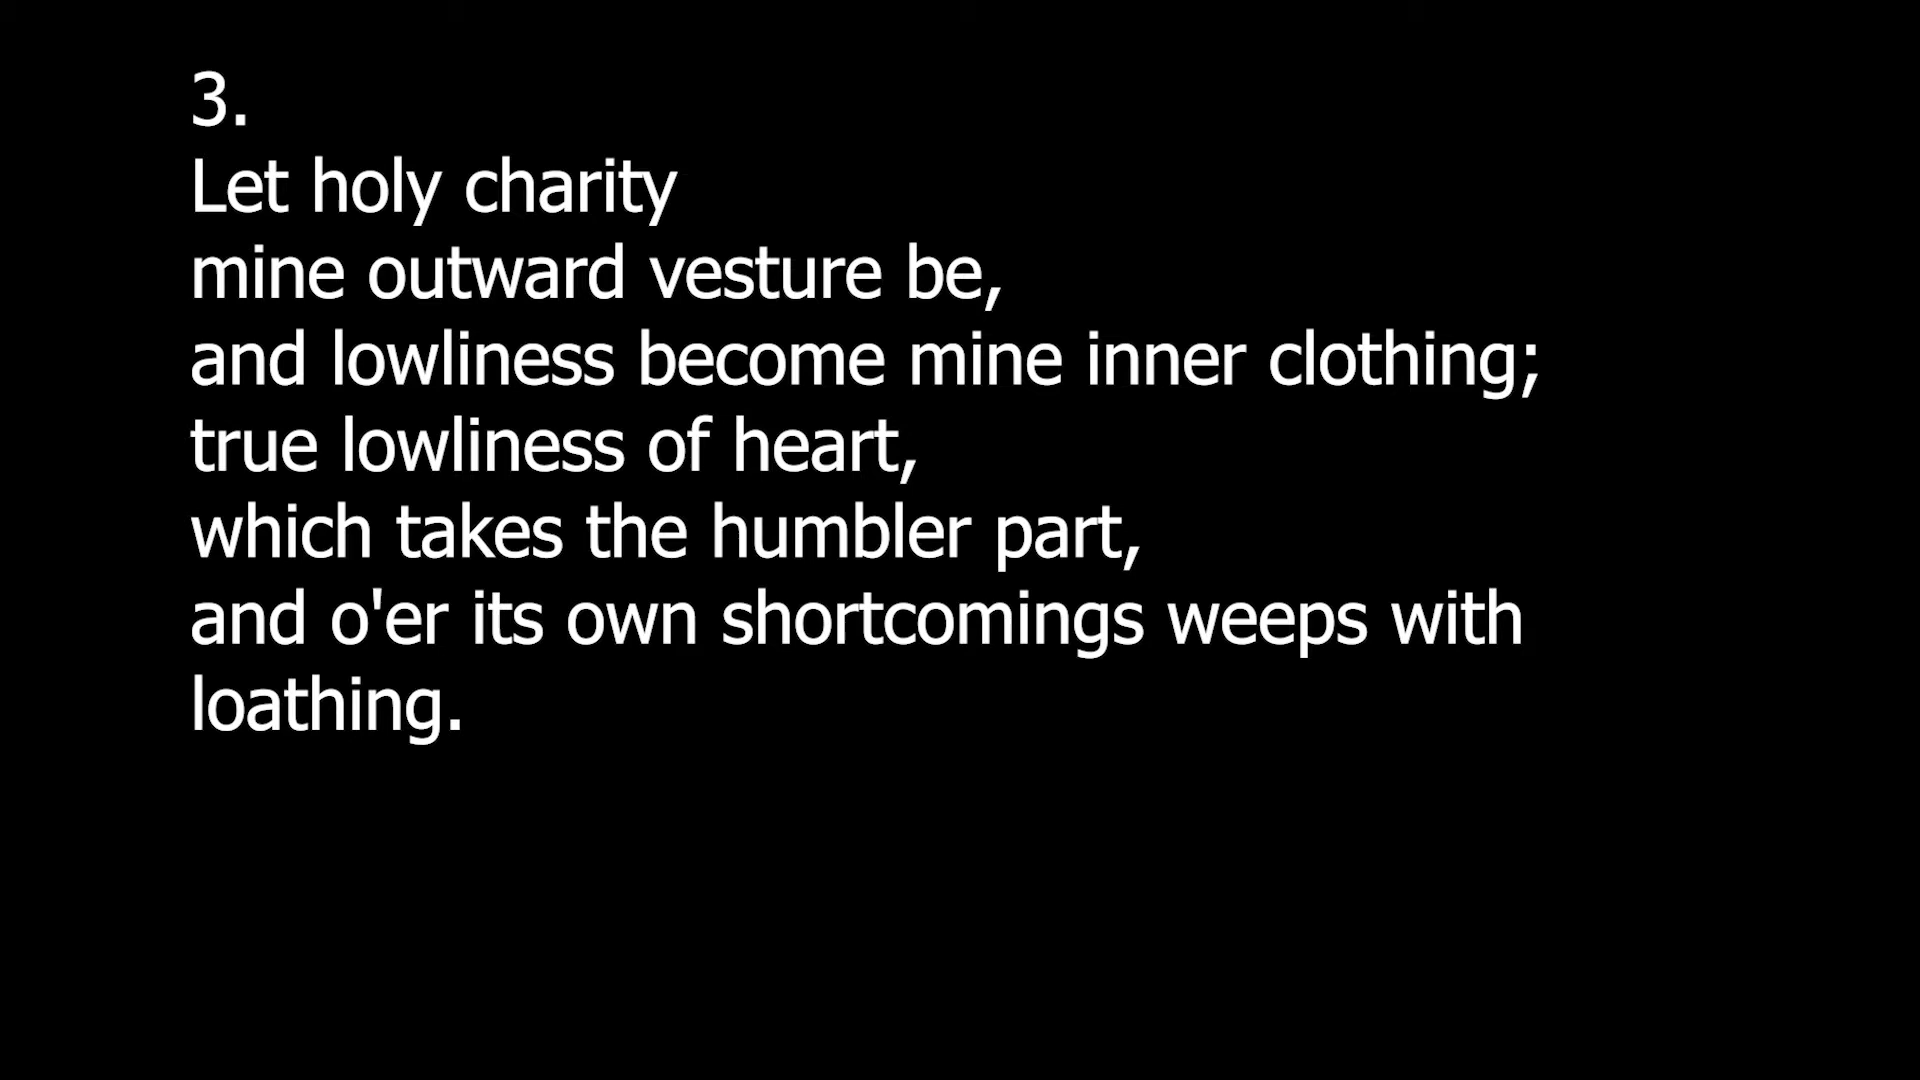 3.
Let holy charity
mine outward vesture be,
and lowliness become mine inner clothing;
true lowliness of heart,
which takes the humbler part,
and o'er its own shortcomings weeps with
loathing.